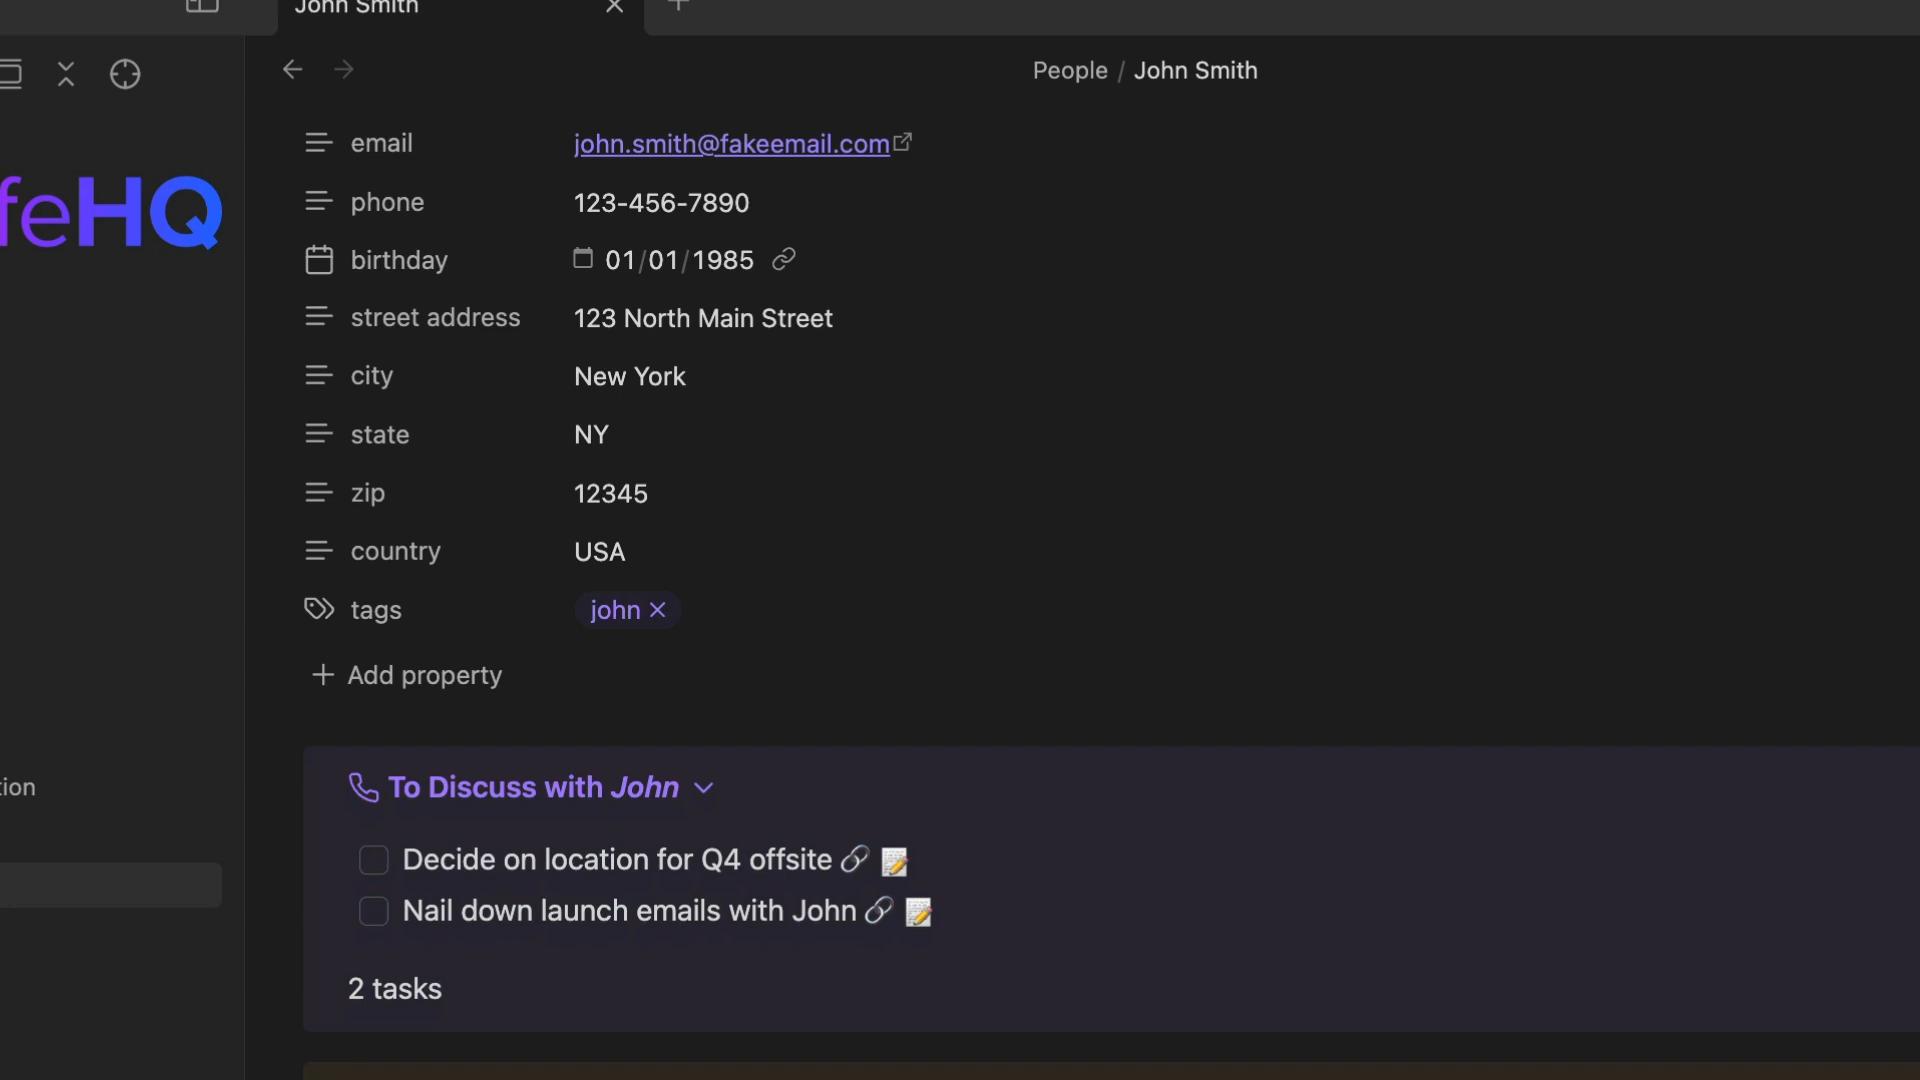 John Smith
People / John Smith
feHQ
email john.smith@fakeemail.com
phone 123-456-7890
birthday 01/01/1985
street address 123 North Main Street
city New York
state NY
zip 12345
country USA
tags john
Add property
tion
To Discuss with John
Decide on location for Q4 offsite
Nail down launch emails with John
2 tasks